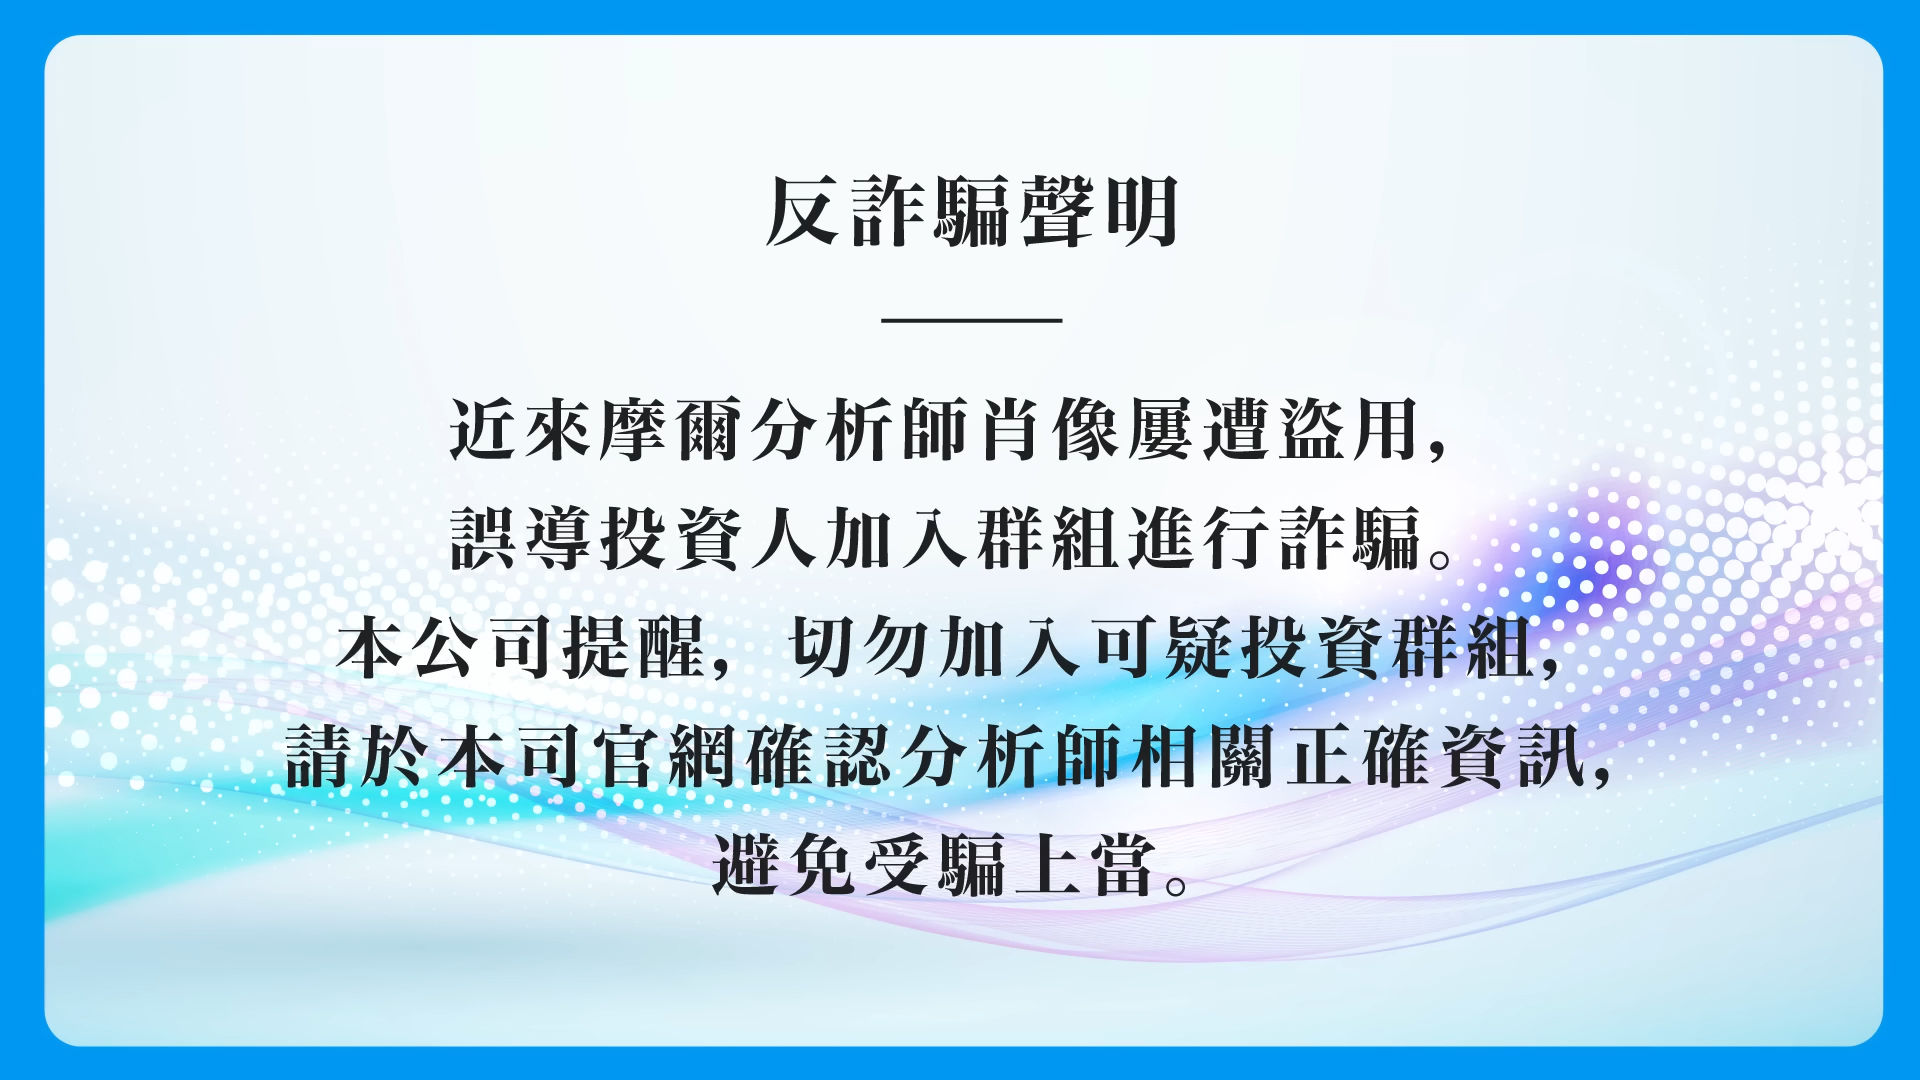 反詐騙聲明
近來摩爾分析師肖像屢遭盜用，
誤導投資人加入群組進行詐騙。
本公司提醒，切勿加入可疑投資群組，
請於本司官網確認分析師相關正確資訊，
避免受騙上當。